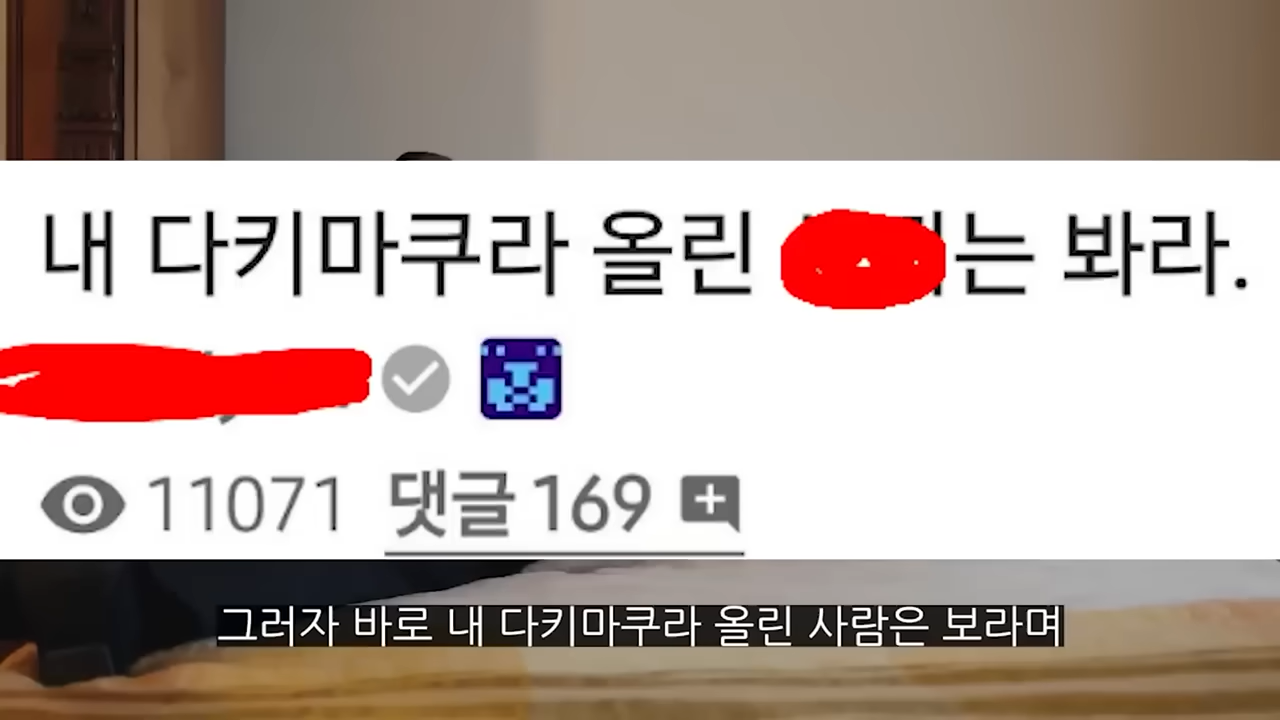 내 다키마쿠라 올린 는 봐라.
11071 댓글 169
그러자 바로 내 다키마쿠라 올린 사람은 보라며